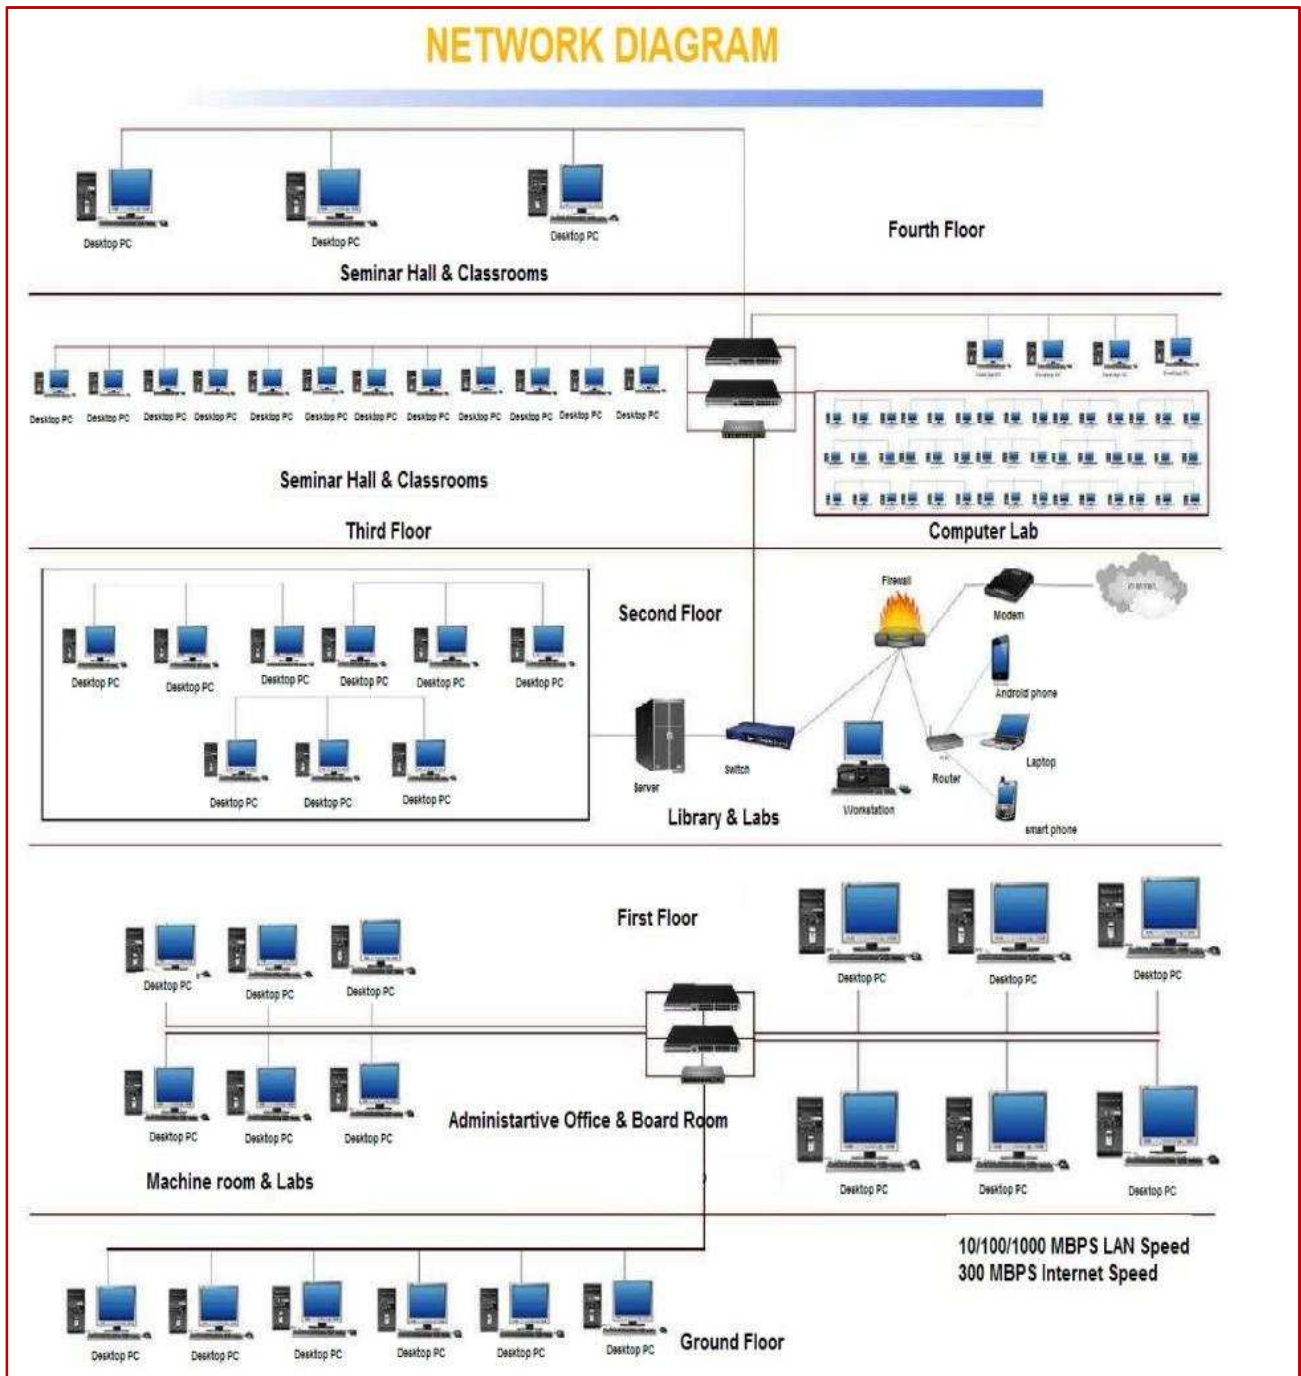 NETWORK DIAGRAM
Desktop PC
Desktop PC
Desktop PC
Fourth Floor
Seminar Hall & Classrooms
Desktop PC
Desktop PC
Desktop PC
Desktop PC
Desktop PC
Desktop PC
Desktop PC
Desktop PC
Desktop PC
Desktop PC
Desktop PC
Desktop PC
Seminar Hall & Classrooms
Third Floor
Computer Lab
Second Floor
Firewall
Modem
Desktop PC
Desktop PC
Desktop PC
Desktop PC
Desktop PC
Desktop PC
Android phone
Desktop PC
Desktop PC
Desktop PC
Server
Switch
Workstation
Router
Laptop
smart phone
Library & Labs
First Floor
Desktop PC
Desktop PC
Desktop PC
Desktop PC
Desktop PC
Desktop PC
Administartive Office & Board Room
Desktop PC
Desktop PC
Desktop PC
Desktop PC
Desktop PC
Desktop PC
Machine room & Labs
10/100/1000 MBPS LAN Speed
300 MBPS Internet Speed
Desktop PC
Desktop PC
Desktop PC
Desktop PC
Desktop PC
Desktop PC
Ground Floor